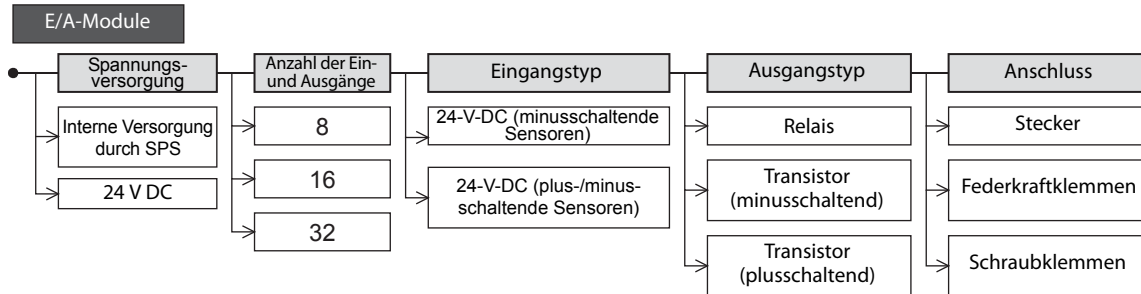 E/A-Module
Spannungs-
versorgung
Interne Versorgung
durch SPS
24 V DC
Anzahl der Ein-
und Ausgänge
8
16
32
Eingangstyp
24-V-DC (minusschaltende
Sensoren)
24-V-DC (plus-/minus-
schaltende Sensoren)
Ausgangstyp
Relais
Transistor
(minusschaltend)
Transistor
(plusschaltend)
Anschluss
Stecker
Federkraftklemmen
Schraubklemmen